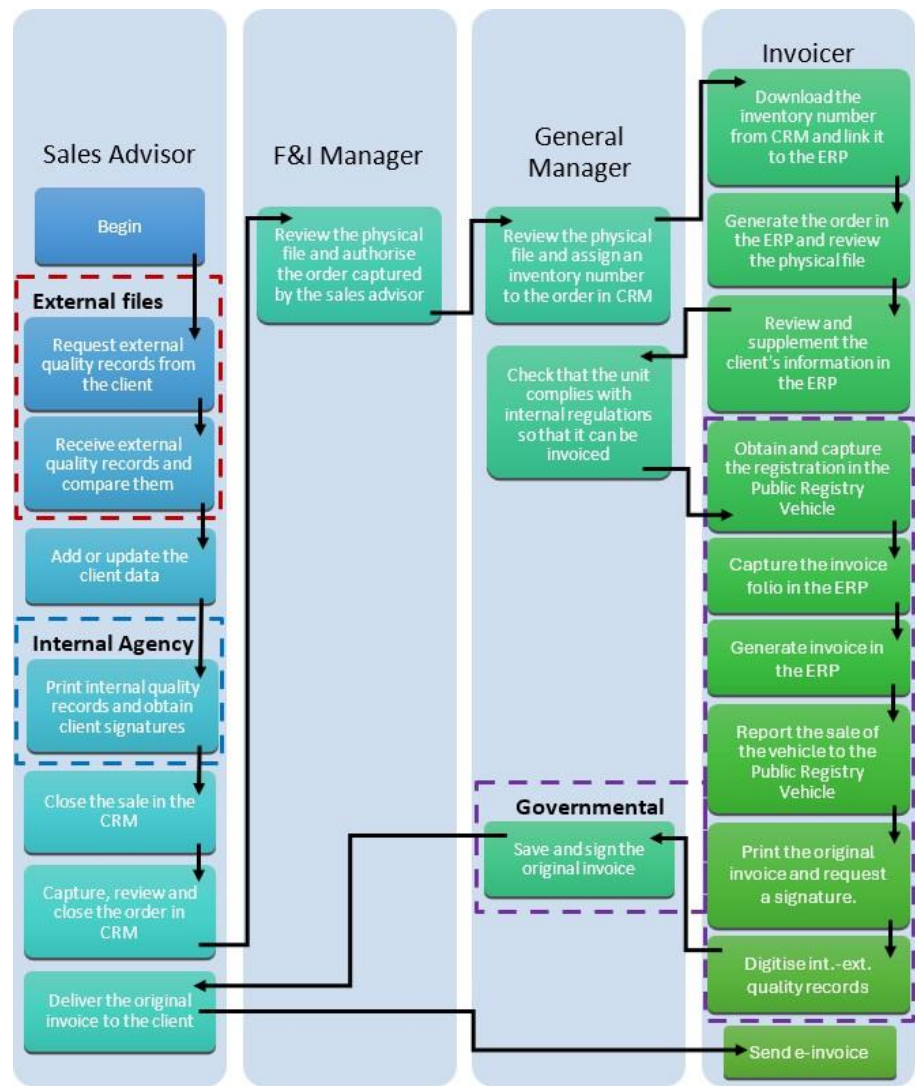 Sales Advisor
Begin
External files
Request external
quality records from
the client
Receive external
quality records and
compare them
Add or update the
client data
Internal Agency
Print internal quality
records and obtain
client signatures
Close the sale in the
CRM
Capture, review and
close the order in
CRM
Deliver the original
invoice to the client
F&I Manager
Review the physical
file and authorise
the order captured
by the sales advisor
General
Manager
Review the physical
file and assign an
inventory number
to the order in CRM
Check that the unit
complies with
internal regulations
so that it can be
invoiced
Governmental
Save and sign the
original invoice
Invoicer
Download the
inventory number
from CRM and link it
to the ERP
Generate the order in
the ERP and review
the physical file
Review and
supplement the
client's information in
the ERP
Obtain and capture
the registration in the
Public Registry
Vehicle
Capture the invoice
folio in the ERP
Generate invoice in
the ERP
Report the sale of
the vehicle to the
Public Registry
Vehicle
Print the original
invoice and request
a signature.
Digitise int.-ext.
quality records
Send e-invoice